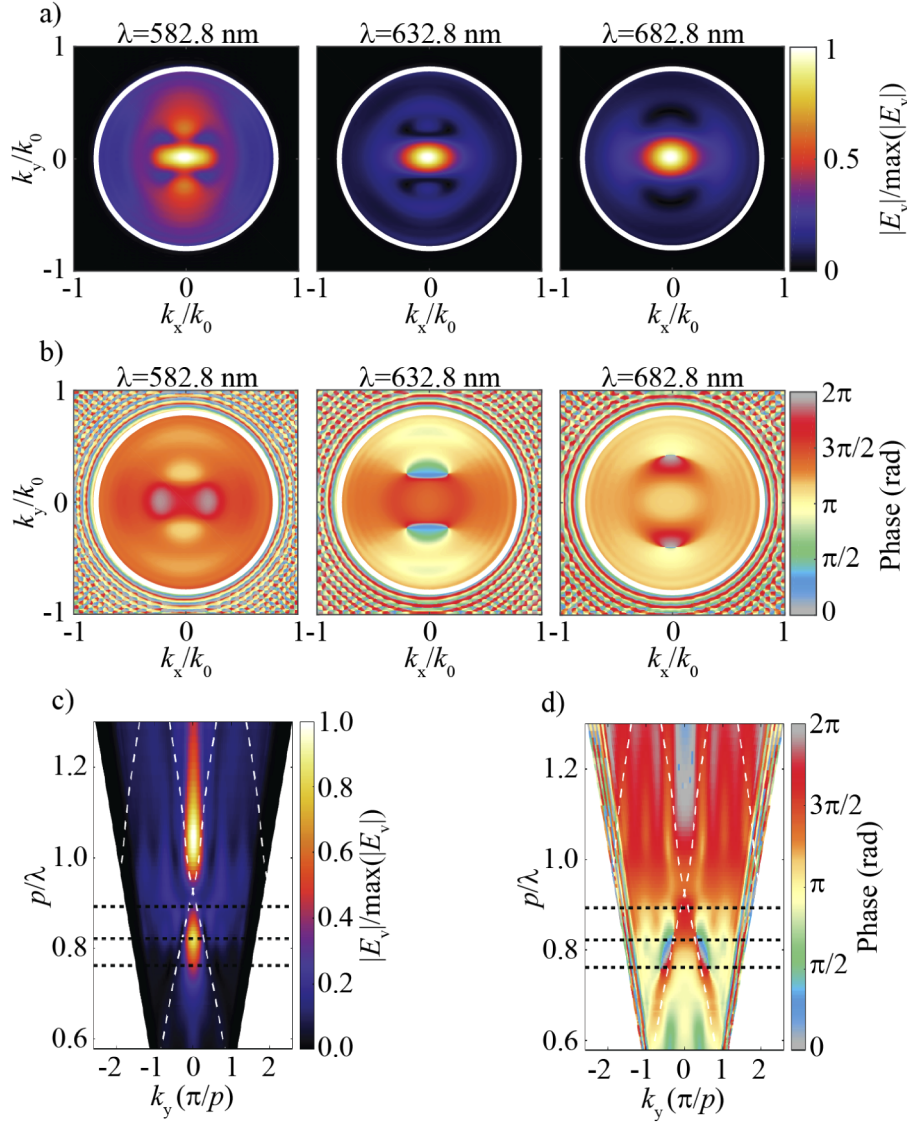 a)
λ=582.8 nm λ=632.8 nm λ=682.8 nm
1 1
k_y/k_0 0 0.5 |E_y|/max(|E_y|)
-1 0
-1 0 1 -1 0 1 -1 0 1
k_x/k_0 k_x/k_0 k_x/k_0
b)
λ=582.8 nm λ=632.8 nm λ=682.8 nm
1 2π
3π/2
k_y/k_0 0 π Phase (rad)
π/2
-1 0
-1 0 1 -1 0 1 -1 0 1
k_x/k_0 k_x/k_0 k_x/k_0
c) d)
1.0 2π
1.2 0.8 1.2 3π/2
p/λ 1.0 0.6 |E_y|/max(|E_y|) p/λ 1.0 π Phase (rad)
0.8 0.4 0.8 π/2
0.2
0.6 0.0 0.6 0
-2 -1 0 1 2 -2 -1 0 1 2
k_y (π/p) k_y (π/p)